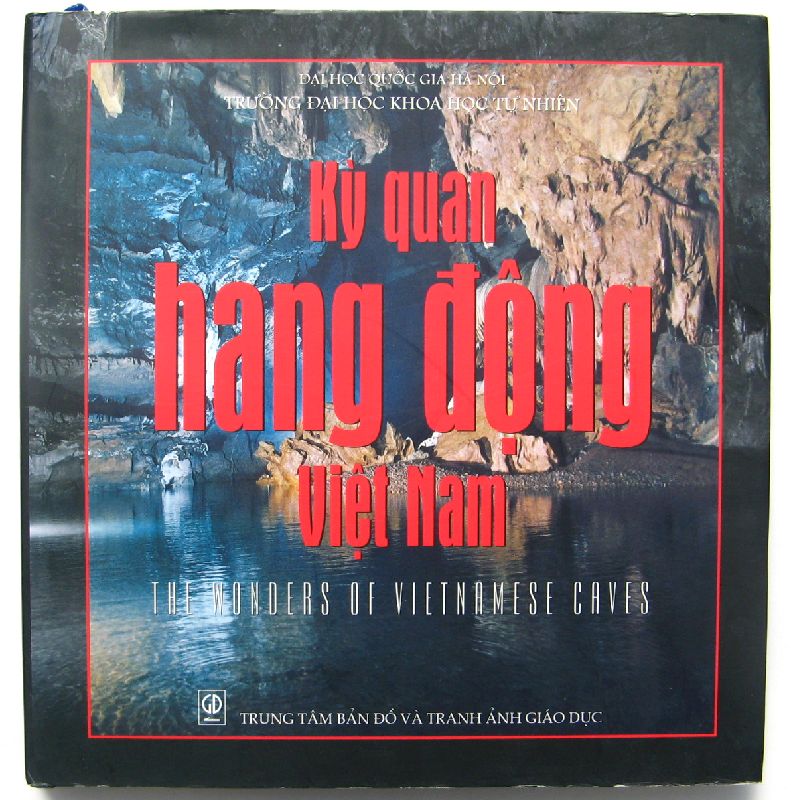 ĐẠI HỌC QUỐC GIA HÀ NỘI
TRƯỜNG ĐẠI HỌC KHOA HỌC TỰ NHIÊN
Kỳ quan
hang động
Việt Nam
THE WONDERS OF VIETNAMESE CAVES
GD
TRUNG TÂM BẢN ĐỒ VÀ TRANH ẢNH GIÁO DỤC